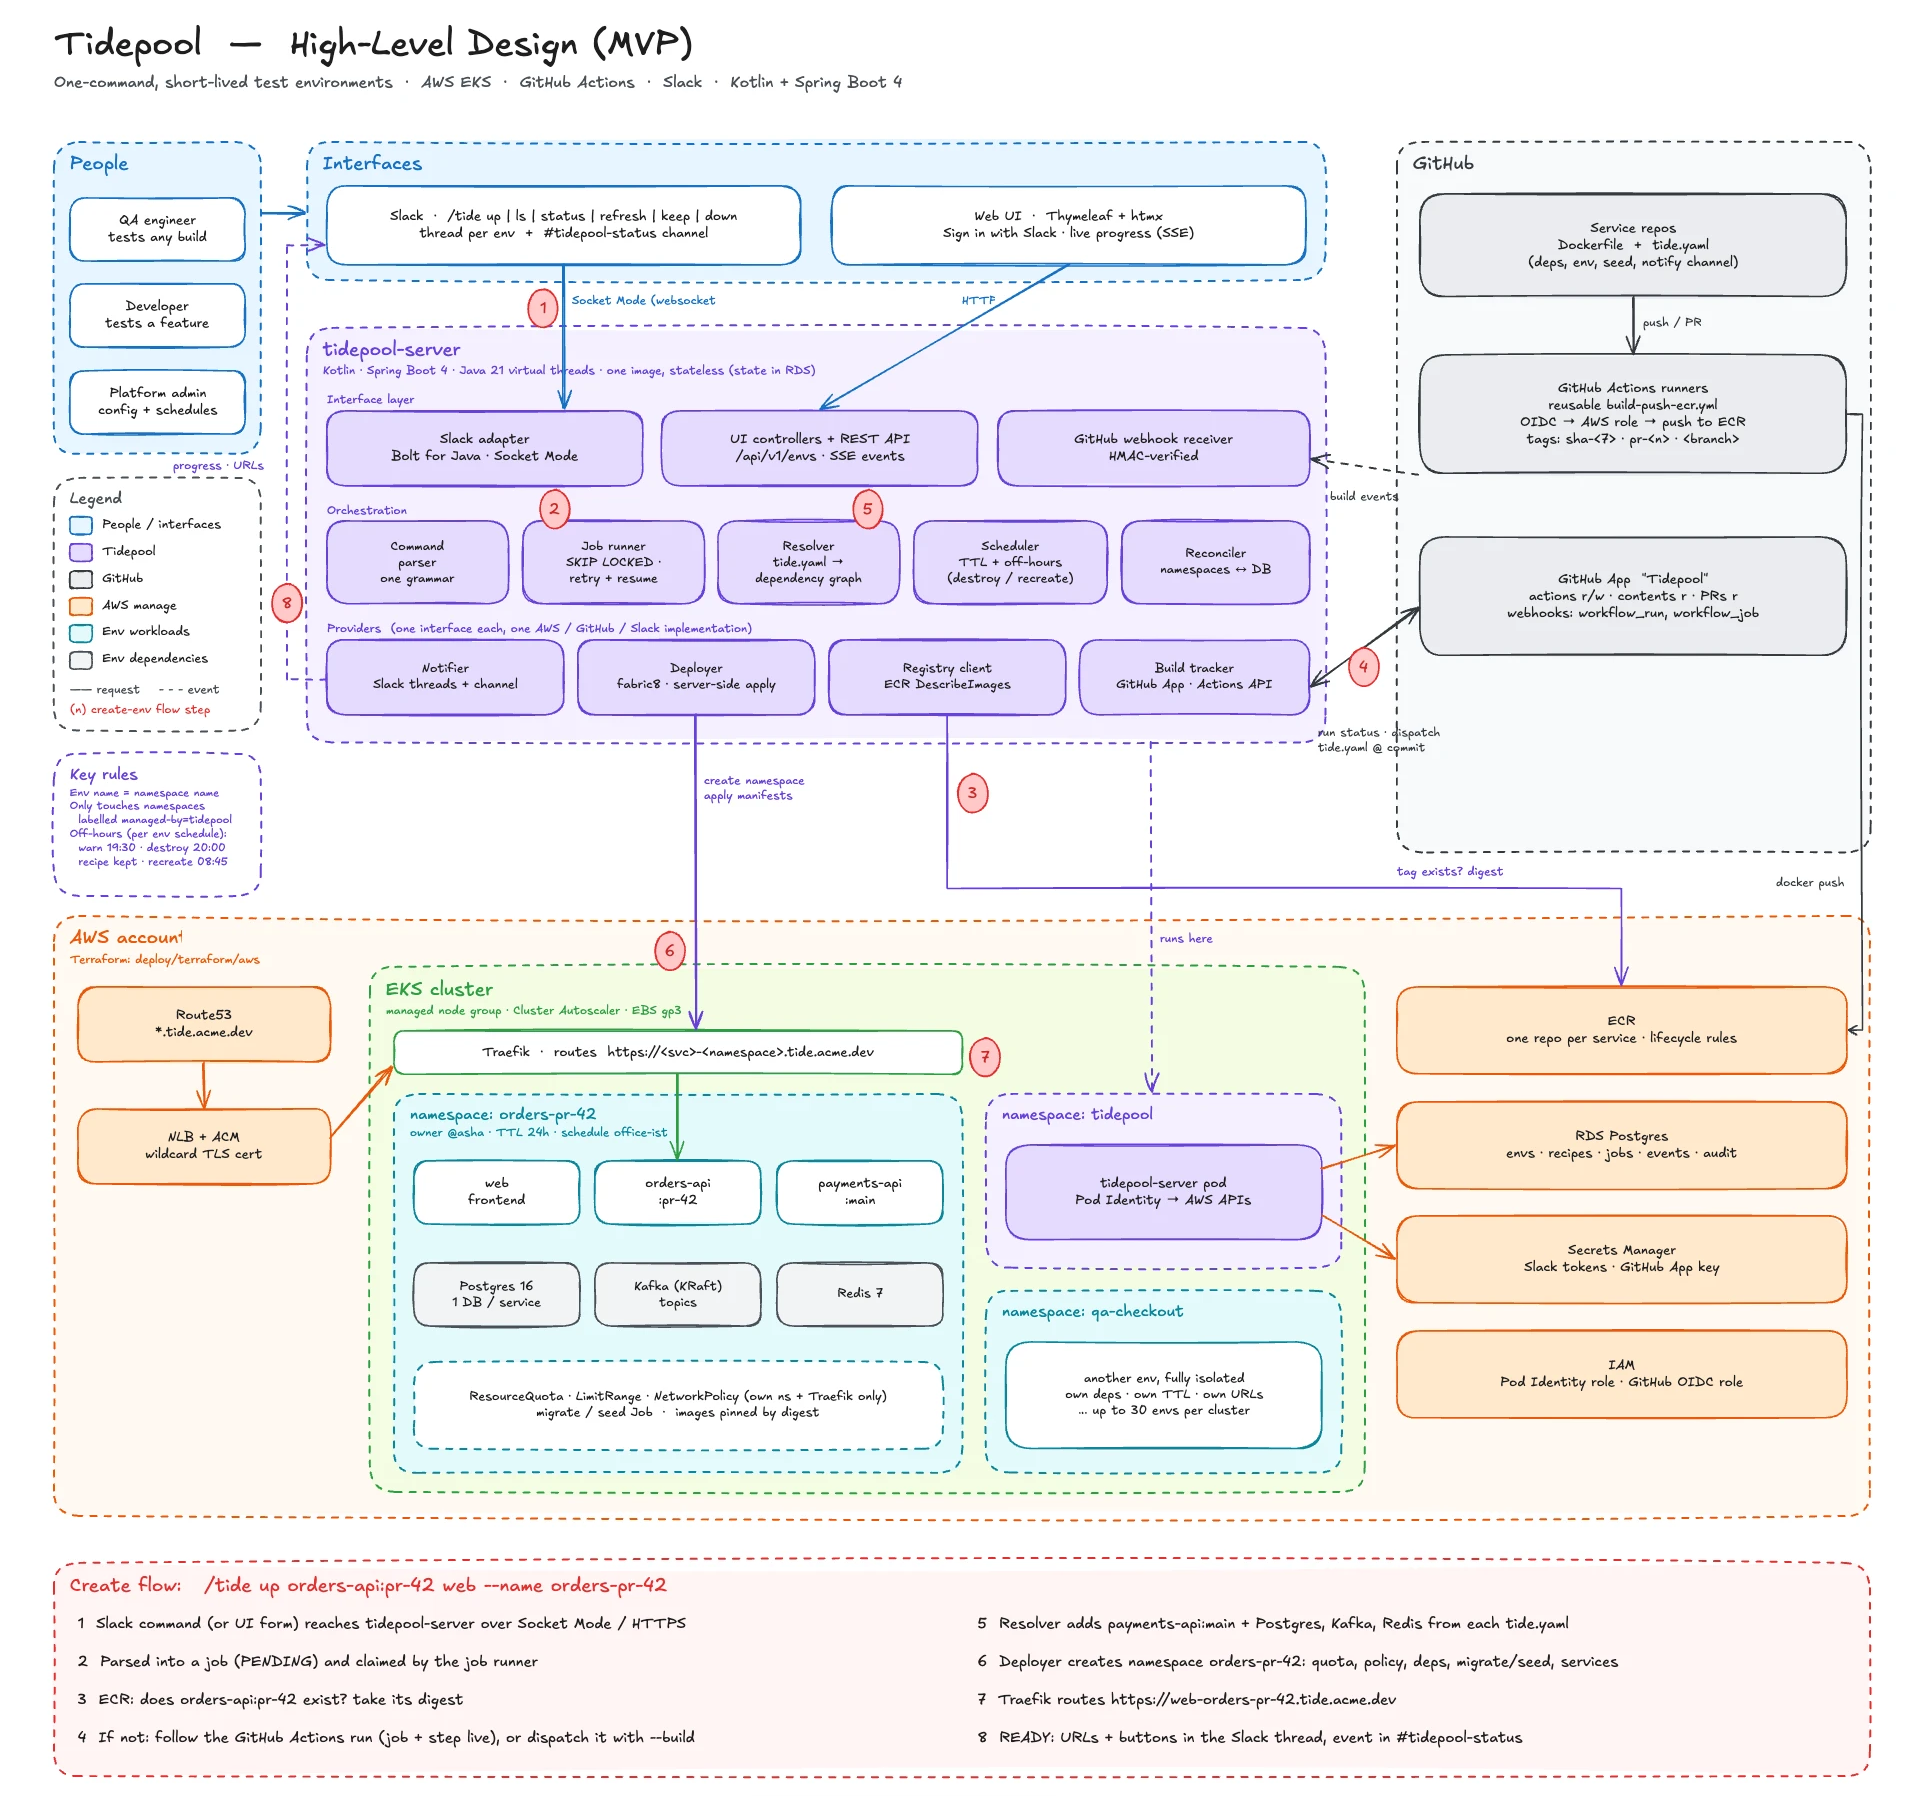 Tidepool — High-Level Design (MVP)
One-command, short-lived test environments · AWS EKS · GitHub Actions · Slack · Kotlin + Spring Boot 4
People
QA engineer
tests any build
Developer
tests a feature
Platform admin
config + schedules
progress · URLs
Interfaces
Slack · /tide up | ls | status | refresh | keep | down
thread per env + #tidepool-status channel
Web UI · Thymeleaf + htmx
Sign in with Slack · live progress (SSE)
1
Socket Mode (websocket
HTTP
GitHub
Service repos
Dockerfile + tide.yaml
(deps, env, seed, notify channel)
push / PR
GitHub Actions runners
reusable build-push-ecr.yml
OIDC → AWS role → push to ECR
tags: sha-<7> · pr-<n> · <branch>
build events
GitHub App "Tidepool"
actions r/w · contents r · PRs r
webhooks: workflow_run, workflow_job
4
run status · dispatch
tide.yaml @ commit
docker push
tidepool-server
Kotlin · Spring Boot 4 · Java 21 virtual threads · one image, stateless (state in RDS)
Interface layer
Slack adapter
Bolt for Java · Socket Mode
UI controllers + REST API
/api/v1/envs · SSE events
GitHub webhook receiver
HMAC-verified
Orchestration
2
5
Command
parser
one grammar
Job runner
SKIP LOCKED ·
retry + resume
Resolver
tide.yaml →
dependency graph
Scheduler
TTL + off-hours
(destroy / recreate)
Reconciler
namespaces ↔ DB
Providers (one interface each, one AWS / GitHub / Slack implementation)
Notifier
Slack threads + channel
Deployer
fabric8 · server-side apply
Registry client
ECR DescribeImages
Build tracker
GitHub App · Actions API
8
Legend
People / interfaces
Tidepool
GitHub
AWS manage
Env workloads
Env dependencies
—— request - - - event
(n) create-env flow step
Key rules
Env name = namespace name
Only touches namespaces
labelled managed-by=tidepool
Off-hours (per env schedule):
warn 19:30 · destroy 20:00
recipe kept · recreate 08:45
create namespace
apply manifests
3
tag exists? digest
runs here
6
AWS account
Terraform: deploy/terraform/aws
Route53
*.tide.acme.dev
NLB + ACM
wildcard TLS cert
EKS cluster
managed node group · Cluster Autoscaler · EBS gp3
Traefik · routes https://<svc>-<namespace>.tide.acme.dev
7
namespace: orders-pr-42
owner @asha · TTL 24h · schedule office-ist
web
frontend
orders-api
:pr-42
payments-api
:main
Postgres 16
1 DB / service
Kafka (KRaft)
topics
Redis 7
ResourceQuota · LimitRange · NetworkPolicy (own ns + Traefik only)
migrate / seed Job · images pinned by digest
namespace: tidepool
tidepool-server pod
Pod Identity → AWS APIs
namespace: qa-checkout
another env, fully isolated
own deps · own TTL · own URLs
... up to 30 envs per cluster
ECR
one repo per service · lifecycle rules
RDS Postgres
envs · recipes · jobs · events · audit
Secrets Manager
Slack tokens · GitHub App key
IAM
Pod Identity role · GitHub OIDC role
Create flow: /tide up orders-api:pr-42 web --name orders-pr-42
1 Slack command (or UI form) reaches tidepool-server over Socket Mode / HTTPS
2 Parsed into a job (PENDING) and claimed by the job runner
3 ECR: does orders-api:pr-42 exist? take its digest
4 If not: follow the GitHub Actions run (job + step live), or dispatch it with --build
5 Resolver adds payments-api:main + Postgres, Kafka, Redis from each tide.yaml
6 Deployer creates namespace orders-pr-42: quota, policy, deps, migrate/seed, services
7 Traefik routes https://web-orders-pr-42.tide.acme.dev
8 READY: URLs + buttons in the Slack thread, event in #tidepool-status